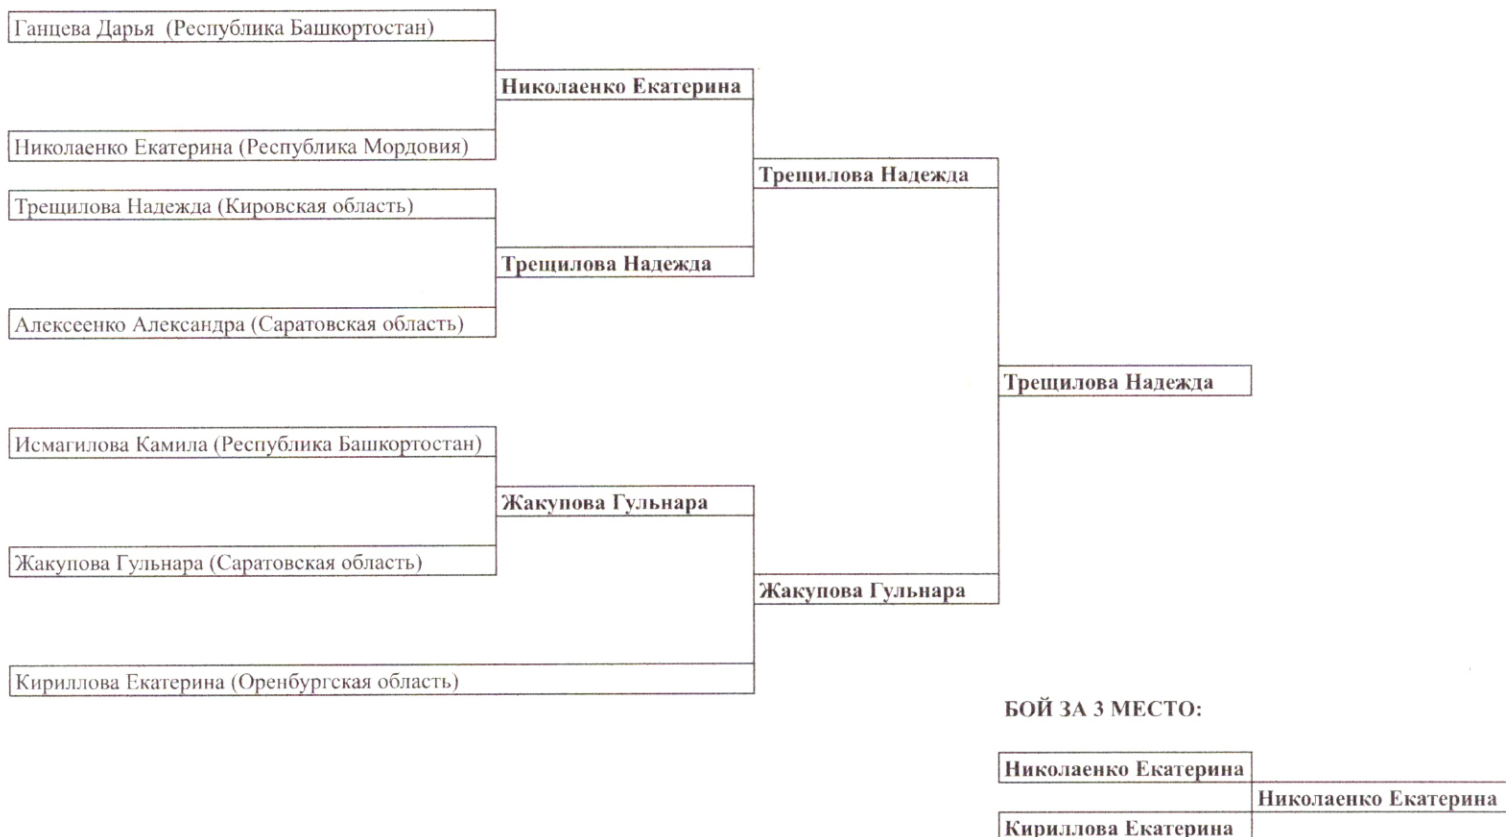 Ганцева Дарья (Республика Башкортостан)
Николаенко Екатерина
Николаенко Екатерина (Республика Мордовия)
Трещилова Надежда
Трещилова Надежда (Кировская область)
Трещилова Надежда
Алексеенко Александра (Саратовская область)
Трещилова Надежда
Исмагилова Камила (Республика Башкортостан)
Жакупова Гульнара
Жакупова Гульнара (Саратовская область)
Жакупова Гульнара
Кириллова Екатерина (Оренбургская область)
БОЙ ЗА 3 МЕСТО:
Николаенко Екатерина
Николаенко Екатерина
Кириллова Екатерина